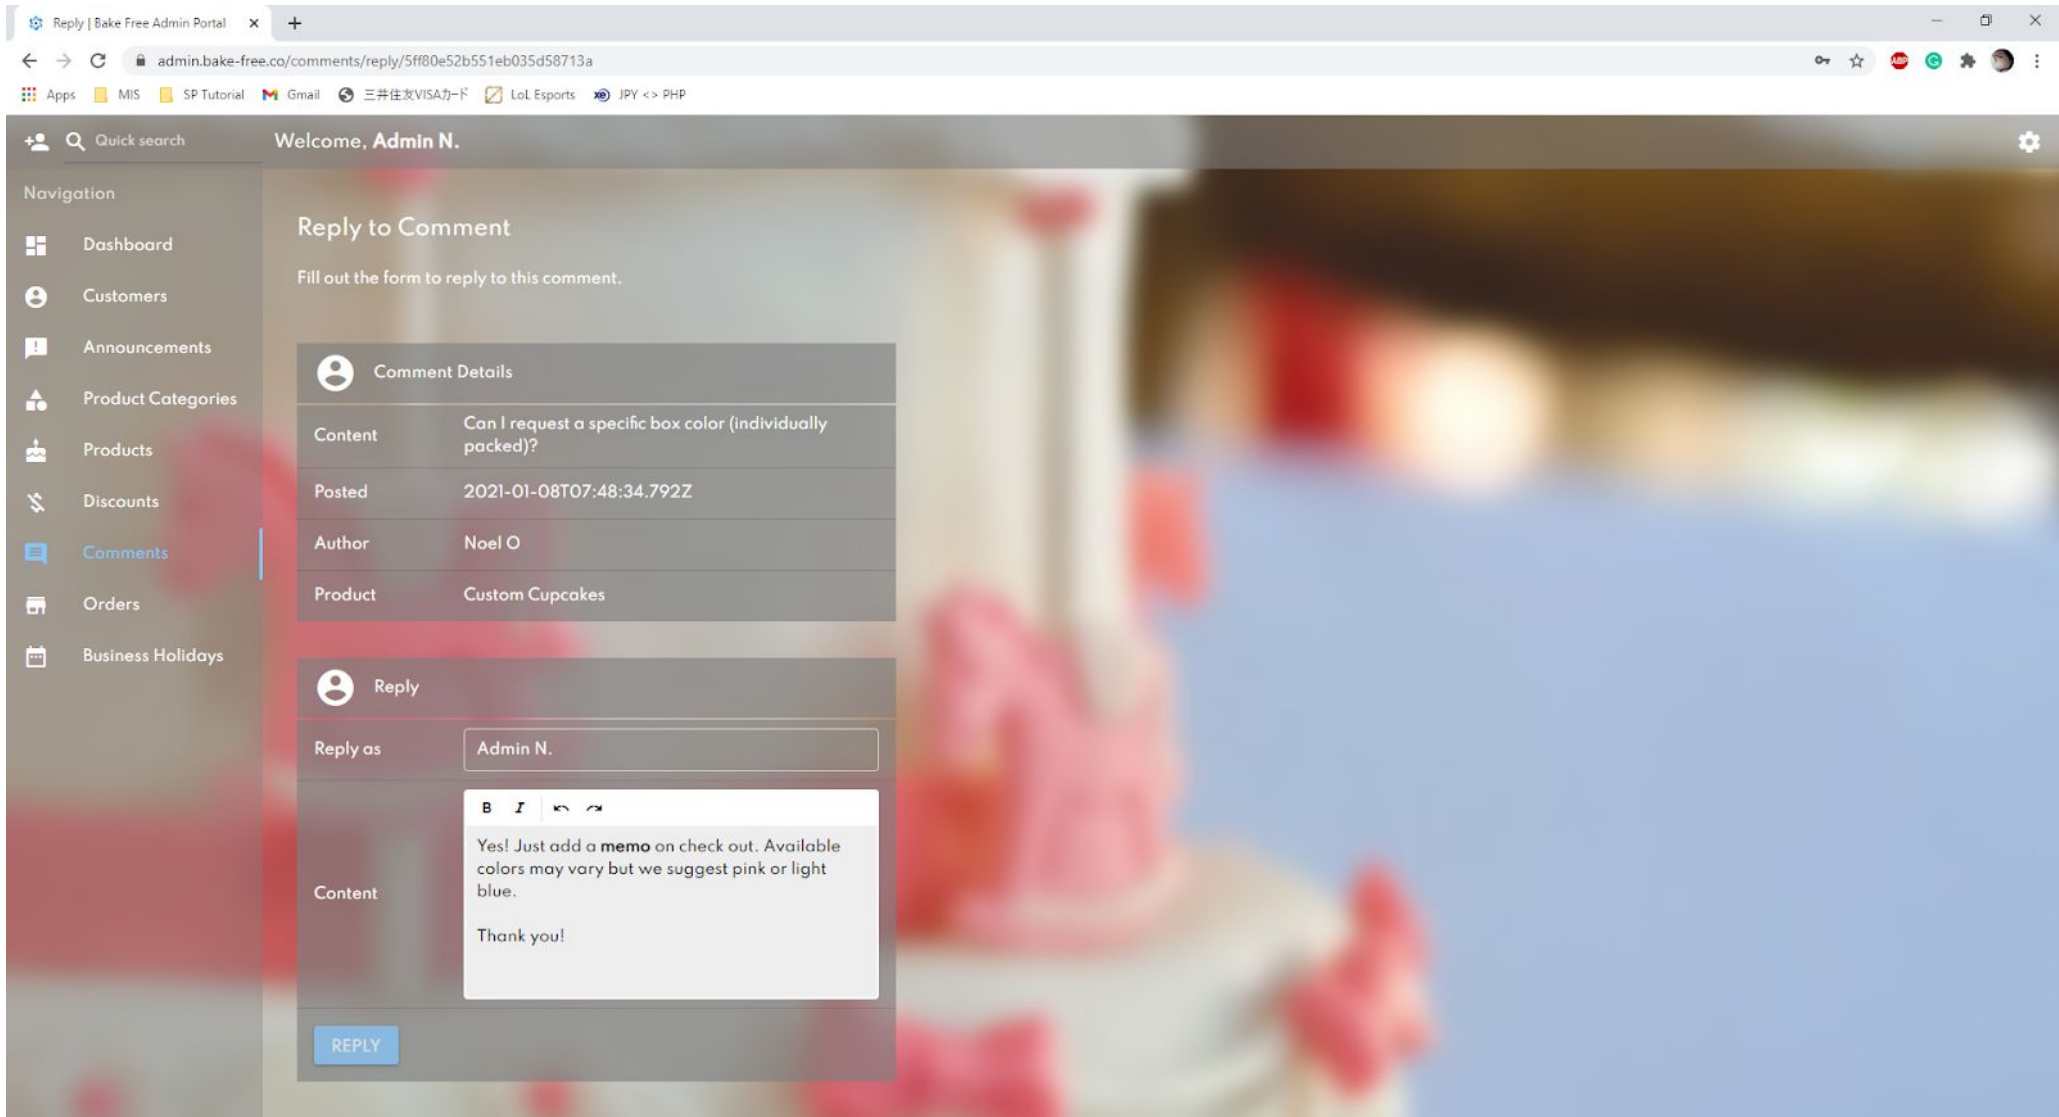 Reply | Bake Free Admin Portal
admin.bake-free.co/comments/reply/5ff80e52b551eb035d58713a
ABP
Apps MIS SP Tutorial Gmail 三井住友VISAカード LoL Esports xe JPY <> PHP
Quick search Welcome, Admin N.
Navigation
Dashboard
Customers
Announcements
Product Categories
Products
Discounts
Comments
Orders
Business Holidays
Reply to Comment
Fill out the form to reply to this comment.
Comment Details
Content Can I request a specific box color (individually
packed)?
Posted 2021-01-08T07:48:34.792Z
Author Noel O
Product Custom Cupcakes
Reply
Reply as Admin N.
B I
Content
Yes! Just add a memo on check out. Available
colors may vary but we suggest pink or light
blue.
Thank you!
REPLY